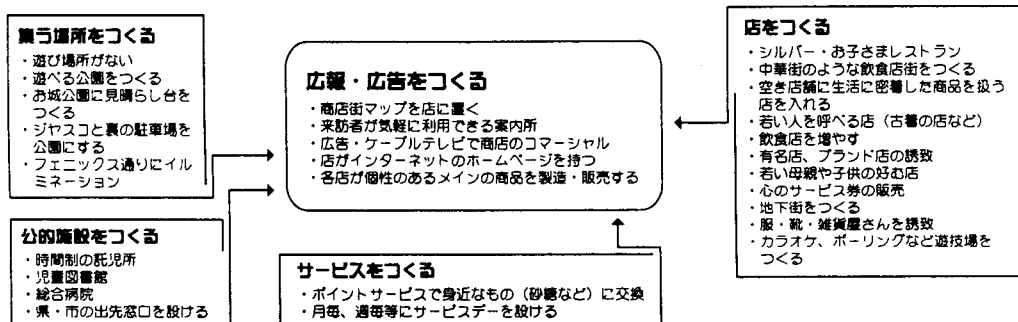 集う場所をつくる
・遊び場所がない
・遊べる公園をつくる
・お城公園に見晴らし台を
つくる
・ジヤスコと裏の駐車場を
公園にする
・フェニックス通りにイル
ミネーション
公的施設をつくる
・時間制の託児所
・児童図書館
・総合病院
・県・市の出先窓口を設ける
広報・広告をつくる
・商店街マップを店に置く
・来訪者が気軽に利用できる案内所
・広告・ケーブルテレビで商店のコマーシャル
・店がインターネットのホームページを持つ
・各店が個性のあるメインの商品を製造・販売する
サービスをつくる
・ポイントサービスで身近なもの（砂糖など）に交換
・月毎、週毎等にサービスデーを設ける
店をつくる
・シルバー・お子さまレストラン
・中華街のような飲食店街をつくる
・空き店舗に生活に密着した商品を扱う
店を入れる
・若い人を呼べる店（古着の店など）
・飲食店を増やす
・有名店、ブランド店の誘致
・若い母親や子供の好む店
・心のサービス券の販売
・地下街をつくる
・服・靴・雑貨屋さんを誘致
・カラオケ、ボーリングなど遊技場を
つくる